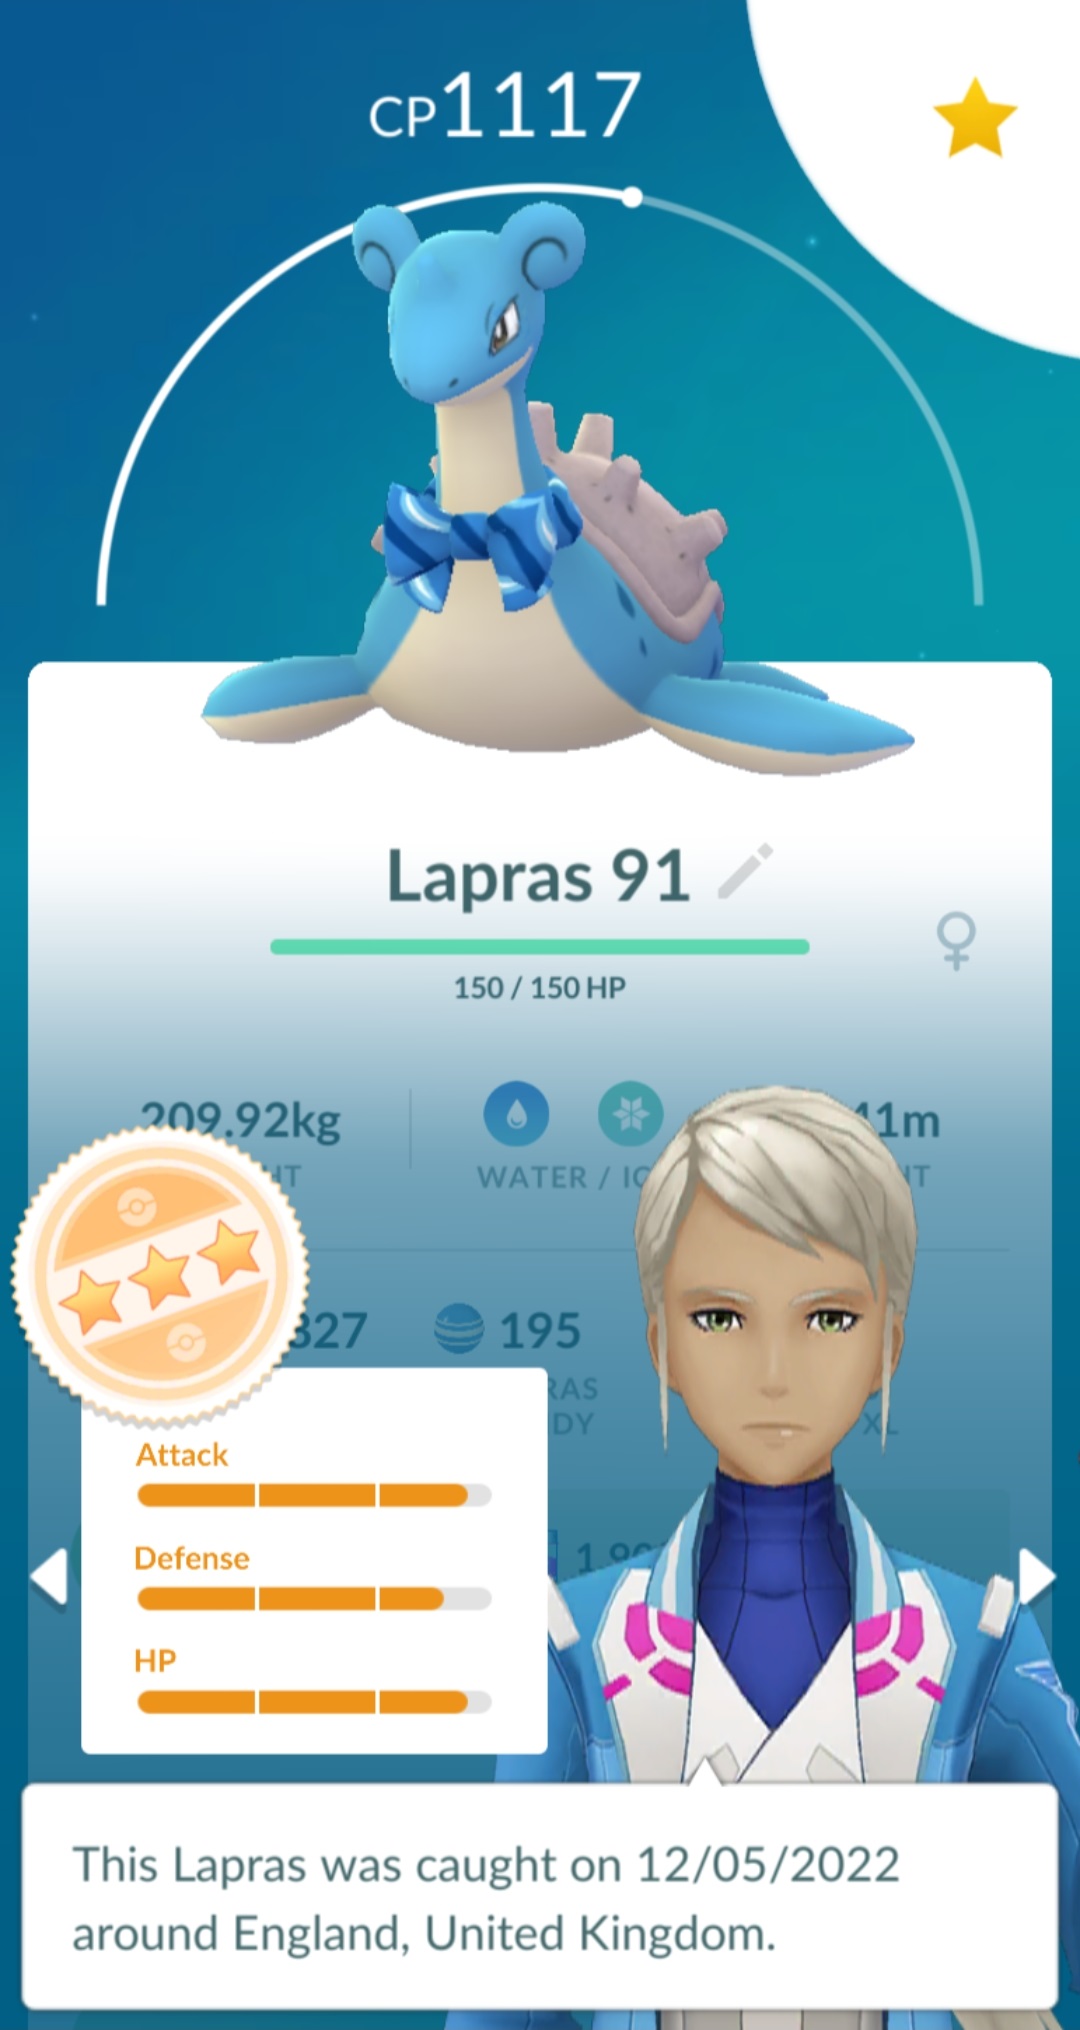 CP1117
Lapras 91
150 / 150 HP
209.92kg
WATER /
195
Attack
Defense
HP
This Lapras was caught on 12/05/2022
around England, United Kingdom.